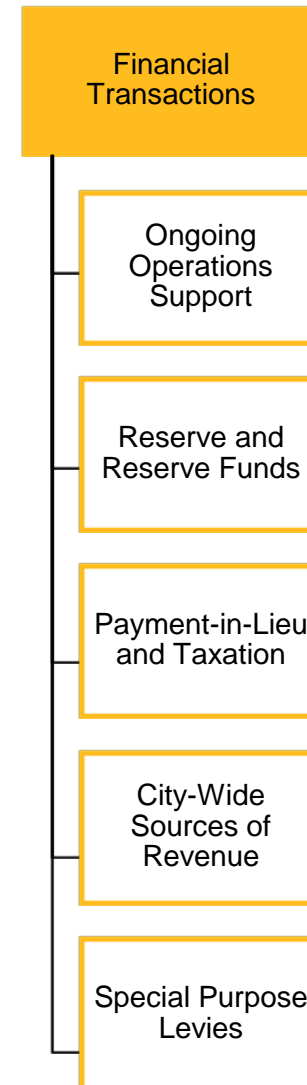 Financial
Transactions
Ongoing
Operations
Support
Reserve and
Reserve Funds
Payment-in-Lieu
and Taxation
City-Wide
Sources of
Revenue
Special Purpose
Levies